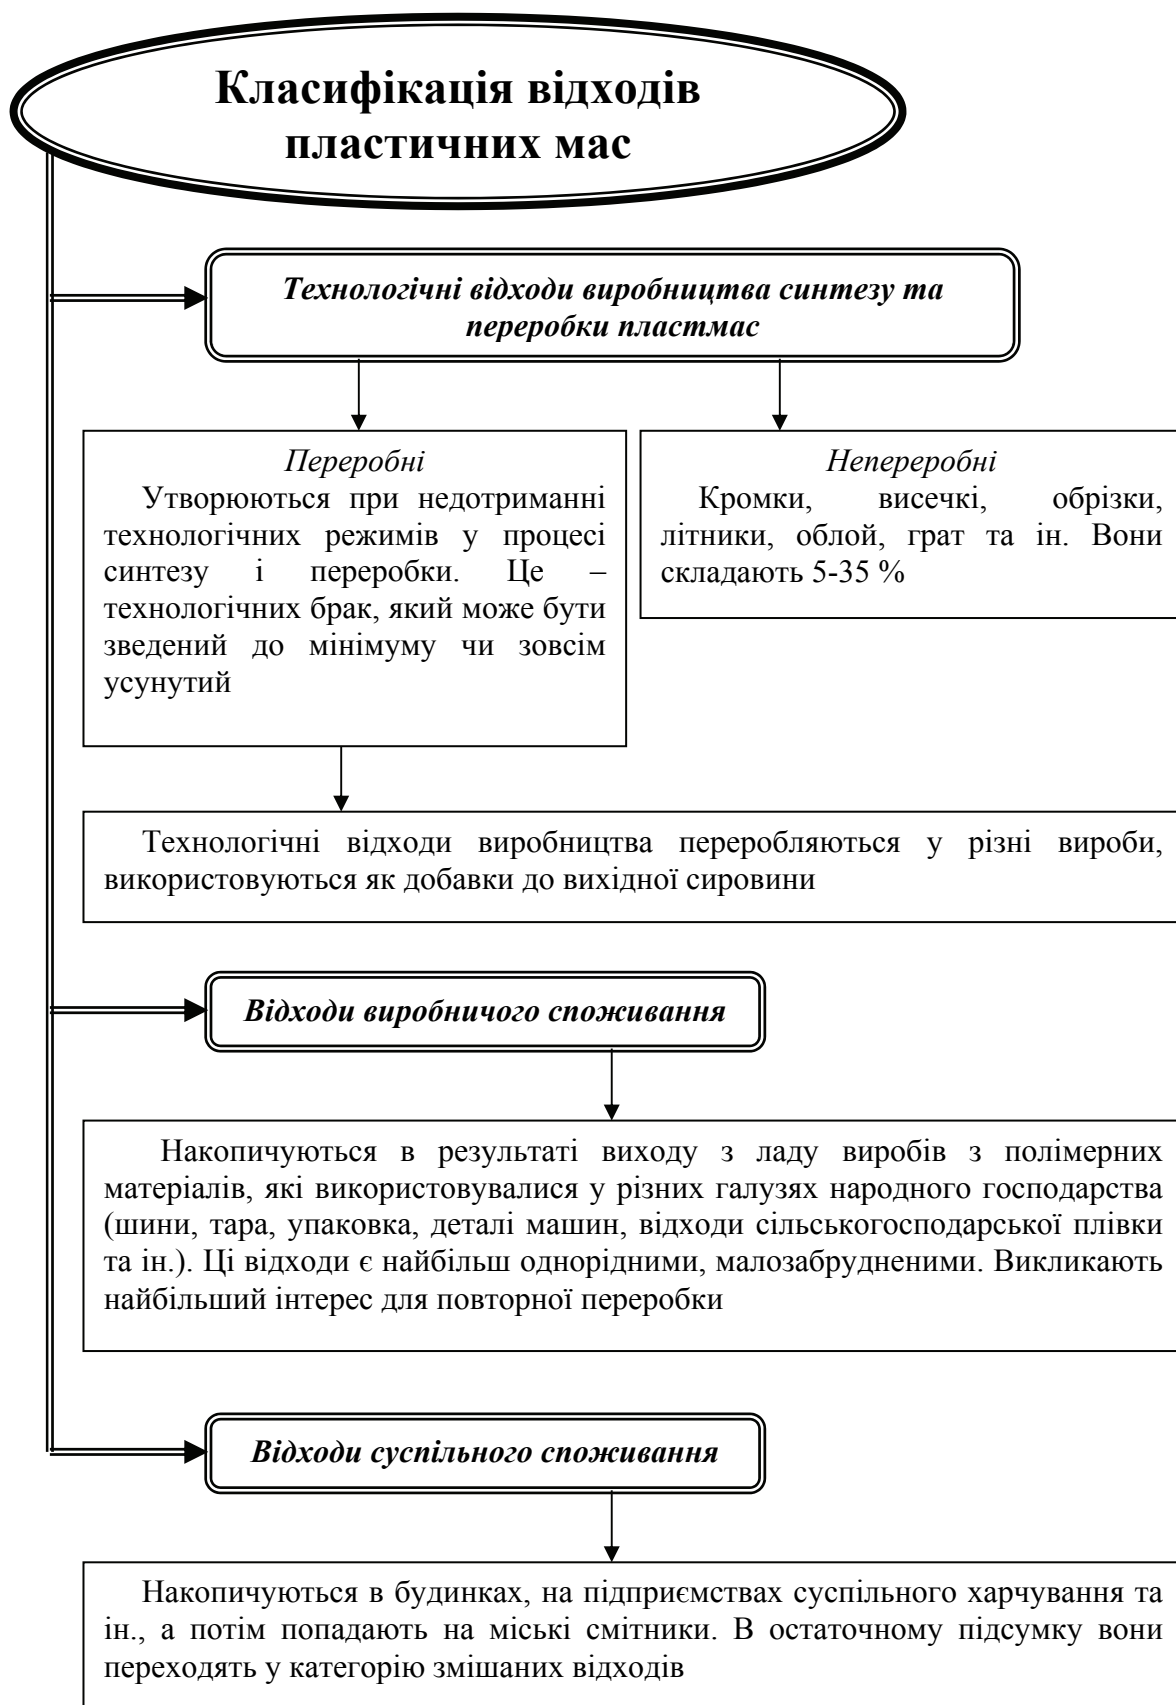 Класифікація відходів
пластичних мас
Технологічні відходи виробництва синтезу та
переробки пластмас
Переробні
Утворюються при недотриманні
технологічних режимів у процесі
синтезу і переробки. Це –
технологічних брак, який може бути
зведений до мінімуму чи зовсім
усунутий
Непереробні
Кромки, висечкі, обрізки,
літники, облой, грат та ін. Вони
складають 5-35 %
Технологічні відходи виробництва переробляються у різні вироби,
використовуються як добавки до вихідної сировини
Відходи виробничого споживання
Накопичуються в результаті виходу з ладу виробів з полімерних
матеріалів, які використовувалися у різних галузях народного господарства
(шини, тара, упаковка, деталі машин, відходи сільськогосподарської плівки
та ін.). Ці відходи є найбільш однорідними, малозабрудненими. Викликають
найбільший інтерес для повторної переробки
Відходи суспільного споживання
Накопичуються в будинках, на підприємствах суспільного харчування та
ін., а потім попадають на міські смітники. В остаточному підсумку вони
переходять у категорію змішаних відходів